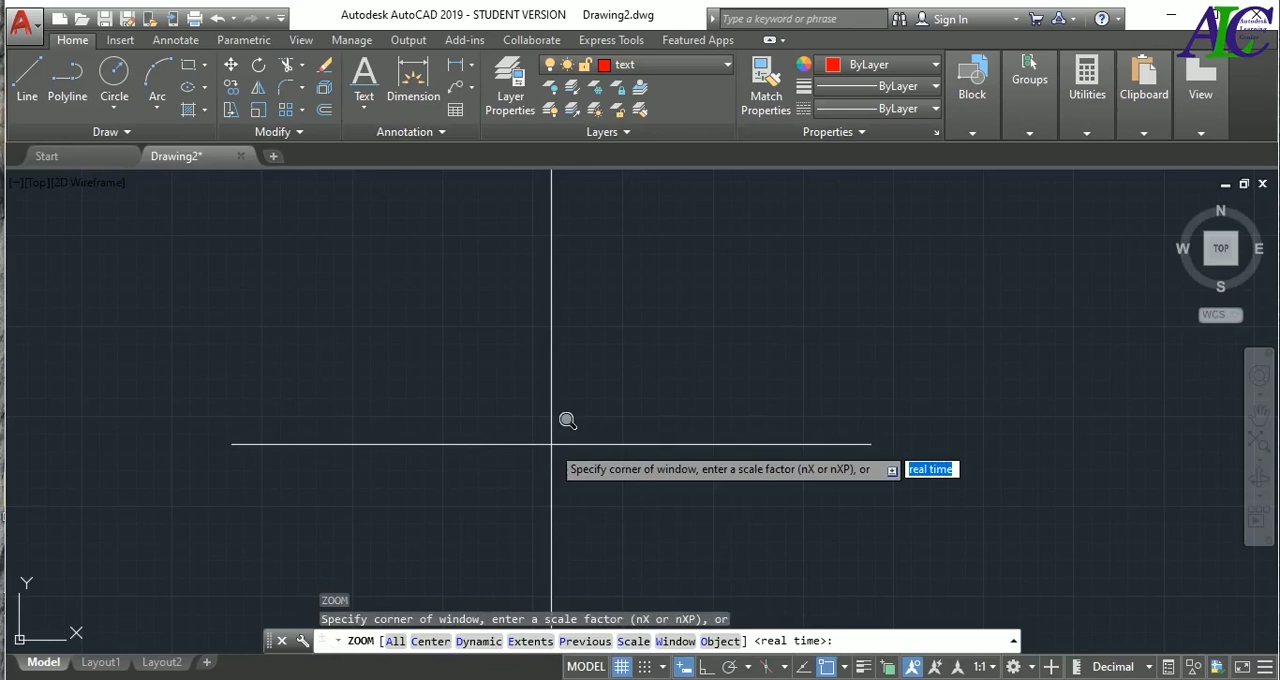 Autodesk AutoCAD 2019 - STUDENT VERSION Drawing2.dwg
Type a keyword or phrase
Sign In
ALC
Autodesk
Learning
Home Insert Annotate Parametric View Manage Output Add-ins Collaborate Express Tools Featured Apps
text
ByLayer
Line Polyline Circle Arc Text Dimension Layer Properties Match Properties Block Groups Utilities Clipboard View
ByLayer
ByLayer
Draw Modify Annotation Layers Properties
Start Drawing2* 
[−][Top][2D Wireframe]
N
W TOP E
S
WCS
Specify corner of window, enter a scale factor (nX or nXP), or real time
Y
X
ZOOM
Specify corner of window, enter a scale factor (nX or nXP), or
ZOOM [All Center Dynamic Extents Previous Scale Window Object] <real time>:
Model Layout1 Layout2 + MODEL 1:1 Decimal